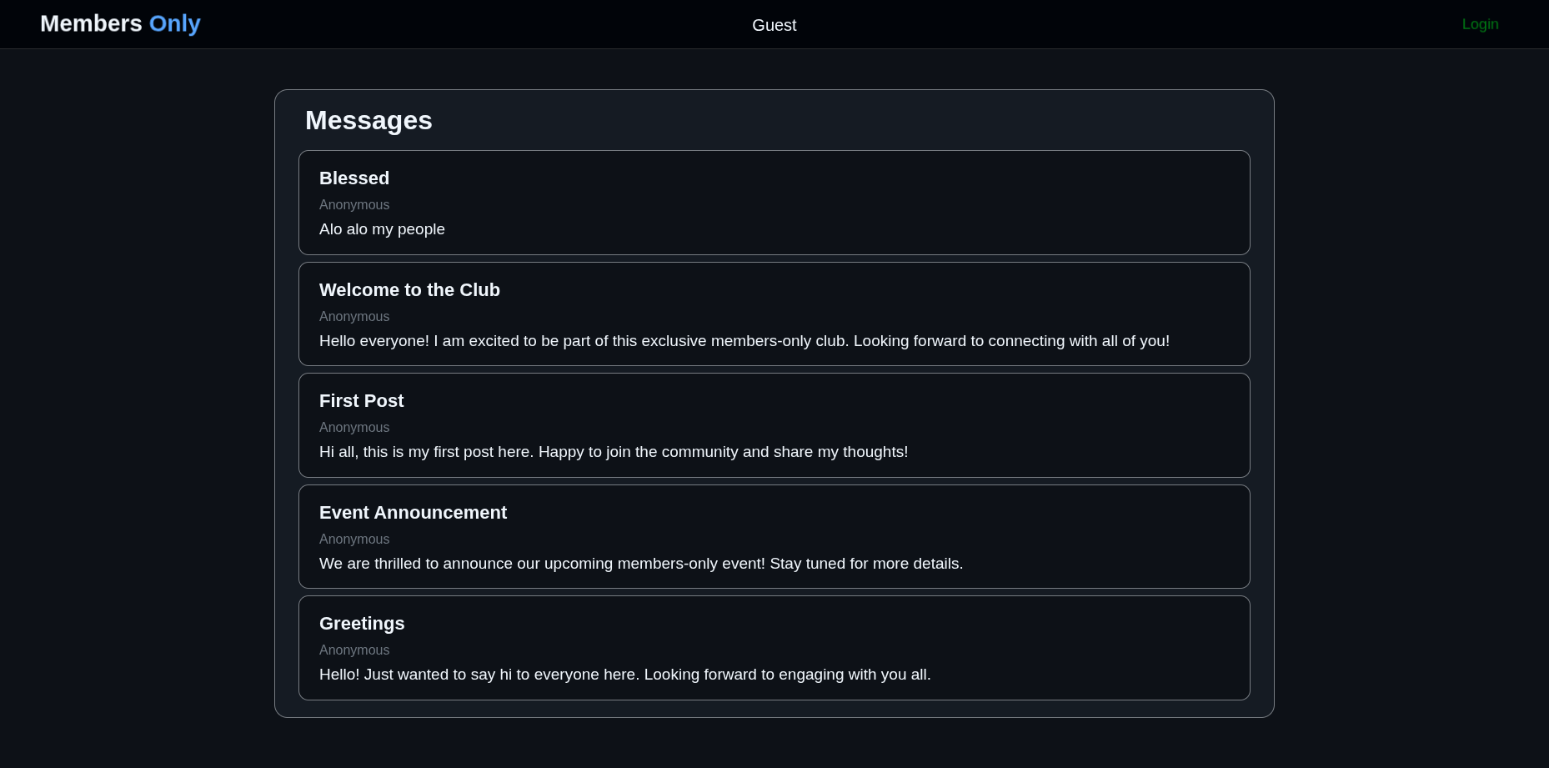 Members Only
Guest
Login
Messages
Blessed
Anonymous
Alo alo my people
Welcome to the Club
Anonymous
Hello everyone! I am excited to be part of this exclusive members-only club. Looking forward to connecting with all of you!
First Post
Anonymous
Hi all, this is my first post here. Happy to join the community and share my thoughts!
Event Announcement
Anonymous
We are thrilled to announce our upcoming members-only event! Stay tuned for more details.
Greetings
Anonymous
Hello! Just wanted to say hi to everyone here. Looking forward to engaging with you all.